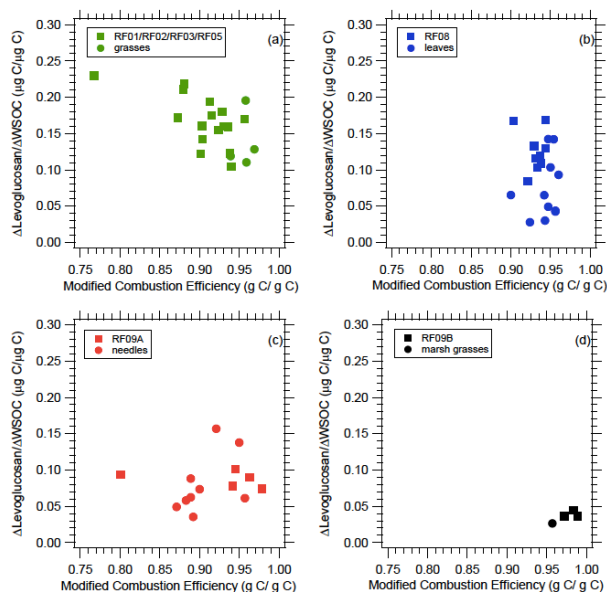 0.30
0.25
0.20
0.15
0.10
0.05
0.00
ΔLevoglucosan/ΔWSOC (µg C/µg C)
RF01/RF02/RF03/RF05
grasses
(a)
0.75 0.80 0.85 0.90 0.95 1.00
Modified Combustion Efficiency (g C/ g C)
0.30
0.25
0.20
0.15
0.10
0.05
0.00
ΔLevoglucosan/ΔWSOC (µg C/µg C)
RF08
leaves
(b)
0.75 0.80 0.85 0.90 0.95 1.00
Modified Combustion Efficiency (g C/ g C)
0.30
0.25
0.20
0.15
0.10
0.05
0.00
ΔLevoglucosan/ΔWSOC (µg C/µg C)
RF09A
needles
(c)
0.75 0.80 0.85 0.90 0.95 1.00
Modified Combustion Efficiency (g C/ g C)
0.30
0.25
0.20
0.15
0.10
0.05
0.00
ΔLevoglucosan/ΔWSOC (µg C/µg C)
RF09B
marsh grasses
(d)
0.75 0.80 0.85 0.90 0.95 1.00
Modified Combustion Efficiency (g C/ g C)